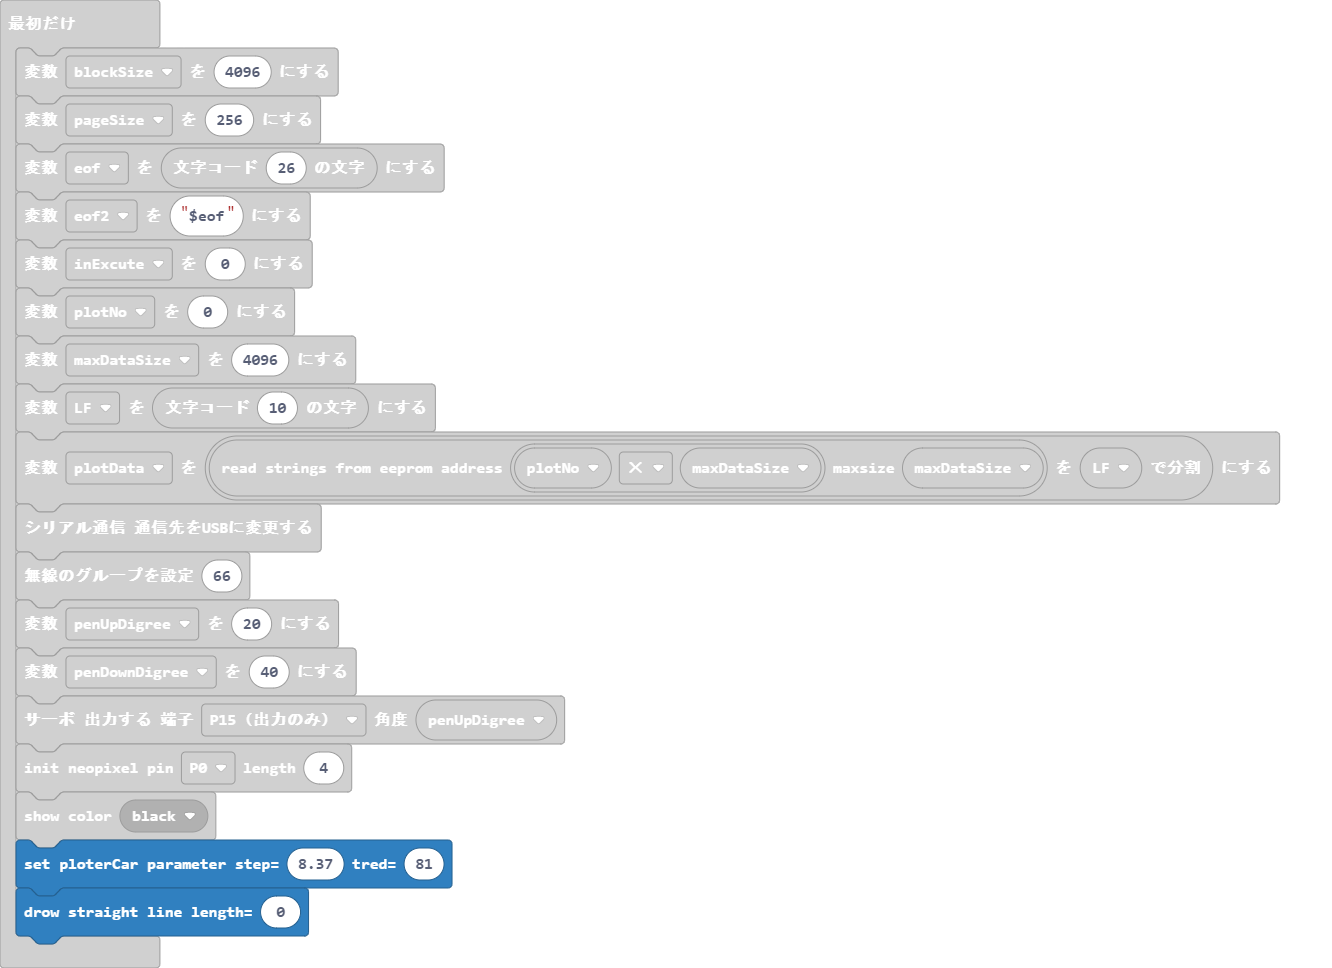 最初だけ
変数 blockSize を 4096 にする
変数 pageSize を 256 にする
変数 eof を 文字コード 26 の文字 にする
変数 eof2 を "$eof" にする
変数 inExcute を 0 にする
変数 plotNo を 0 にする
変数 maxDataSize を 4096 にする
変数 LF を 文字コード 10 の文字 にする
変数 plotData を read strings from eeprom address plotNo × maxDataSize maxsize maxDataSize を LF で分割 にする
シリアル通信 通信先をUSBに変更する
無線のグループを設定 66
変数 penUpDigree を 20 にする
変数 penDownDigree を 40 にする
サーボ 出力する 端子 P15（出力のみ） 角度 penUpDigree
init neopixel pin P0 length 4
show color black
set ploterCar parameter step= 8.37 tred= 81
drow straight line length= 0